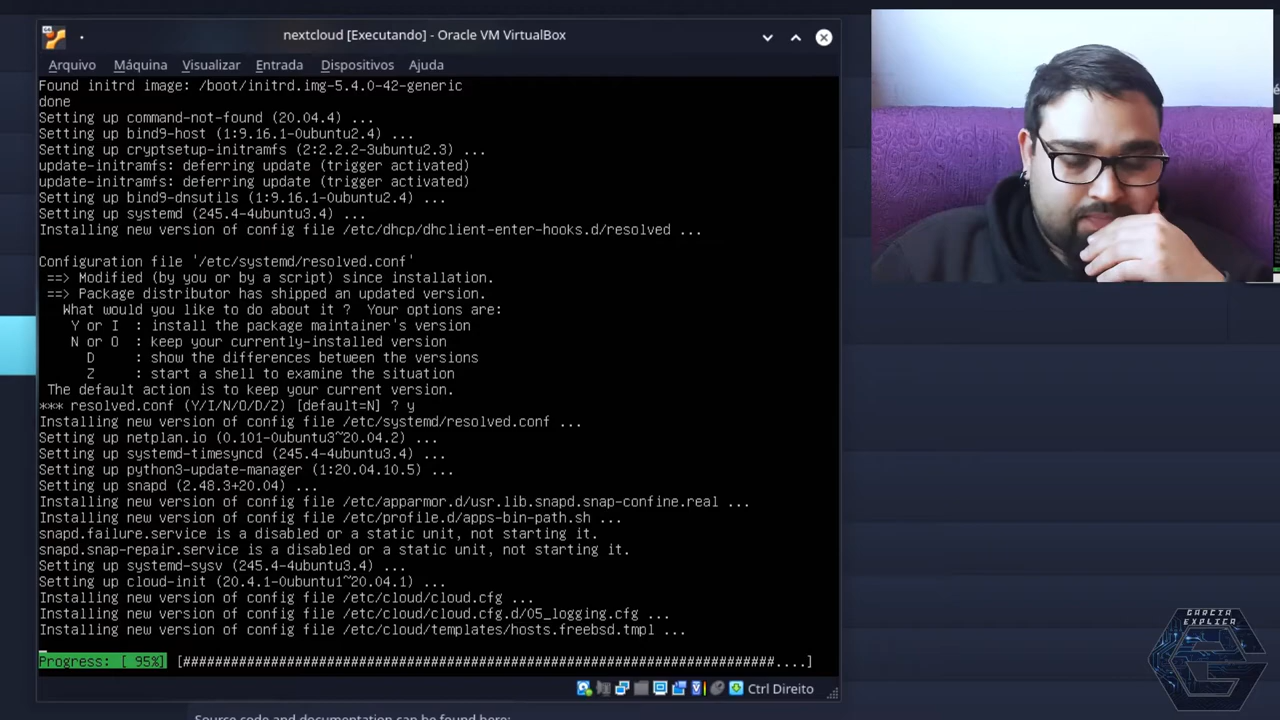 nextcloud [Executando] - Oracle VM VirtualBox
Arquivo Máquina Visualizar Entrada Dispositivos Ajuda
Found initrd image: /boot/initrd.img-5.4.0-42-generic
done
Setting up command-not-found (20.04.4) ...
Setting up bind9-host (1:9.16.1-0ubuntu2.4) ...
Setting up cryptsetup-initramfs (2:2.2.2-3ubuntu2.3) ...
update-initramfs: deferring update (trigger activated)
update-initramfs: deferring update (trigger activated)
Setting up bind9-dnsutils (1:9.16.1-0ubuntu2.4) ...
Setting up systemd (245.4-4ubuntu3.4) ...
Installing new version of config file /etc/dhcp/dhclient-enter-hooks.d/resolved ...
Configuration file '/etc/systemd/resolved.conf'
==> Modified (by you or by a script) since installation.
==> Package distributor has shipped an updated version.
What would you like to do about it ?  Your options are:
Y or I  : install the package maintainer's version
N or O  : keep your currently-installed version
D     : show the differences between the versions
Z     : start a shell to examine the situation
The default action is to keep your current version.
*** resolved.conf (Y/I/N/O/D/Z) [default=N] ? y
Installing new version of config file /etc/systemd/resolved.conf ...
Setting up netplan.io (0.101-0ubuntu3~20.04.2) ...
Setting up systemd-timesyncd (245.4-4ubuntu3.4) ...
Setting up python3-update-manager (1:20.04.10.5) ...
Setting up snapd (2.48.3+20.04) ...
Installing new version of config file /etc/apparmor.d/usr.lib.snapd.snap-confine.real ...
Installing new version of config file /etc/profile.d/apps-bin-path.sh ...
snapd.failure.service is a disabled or a static unit, not starting it.
snapd.snap-repair.service is a disabled or a static unit, not starting it.
Setting up systemd-sysv (245.4-4ubuntu3.4) ...
Setting up cloud-init (20.4.1-0ubuntu1~20.04.1) ...
Installing new version of config file /etc/cloud/cloud.cfg ...
Installing new version of config file /etc/cloud/cloud.cfg.d/05_logging.cfg ...
Installing new version of config file /etc/cloud/templates/hosts.freebsd.tmpl ...
Progress: [ 95%] [##########################################################################....]
Ctrl Direito
GARCIA
EXPLICA
Source code and documentation can be found here: